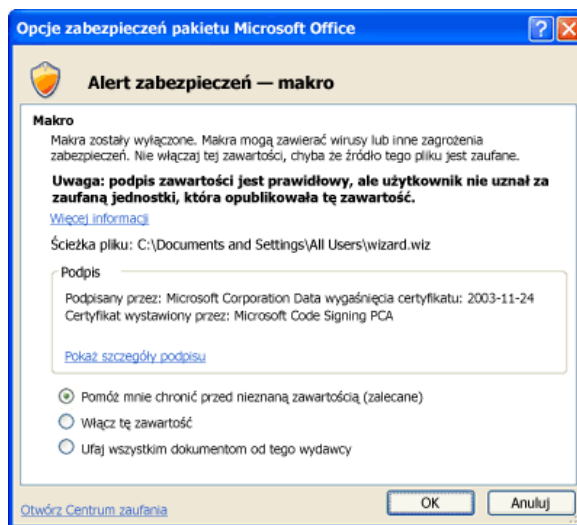 Opcje zabezpieczeń pakietu Microsoft Office
Alert zabezpieczeń — makro
Makro
Makra zostały wyłączone. Makra mogą zawierać wirusy lub inne zagrożenia
zabezpieczeń. Nie włączaj tej zawartości, chyba że źródło tego pliku jest zaufane.
Uwaga: podpis zawartości jest prawidłowy, ale użytkownik nie uznał za
zaufaną jednostki, która opublikowała tę zawartość.
Więcej informacji
Ścieżka pliku: C:\Documents and Settings\All Users\wizard.wiz
Podpis
Podpisany przez: Microsoft Corporation Data wygaśnięcia certyfikatu: 2003-11-24
Certyfikat wystawiony przez: Microsoft Code Signing PCA
Pokaż szczegóły podpisu
Pomóż mnie chronić przed nieznaną zawartością (zalecane)
Włącz tę zawartość
Ufaj wszystkim dokumentom od tego wydawcy
Otwórz Centrum zaufania
OK
Anuluj